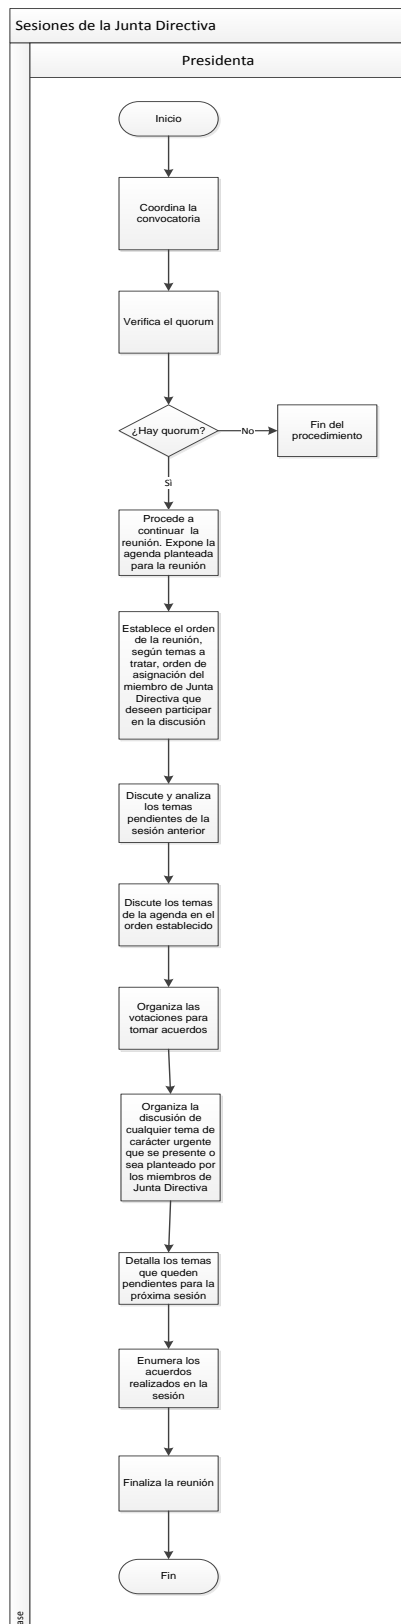 Sesiones de la Junta Directiva
Presidenta
Inicio
Coordina la
convocatoria
Verifica el quorum
¿Hay quorum?
No
Fin del
procedimiento
Sì
Procede a
continuar la
reunión. Expone la
agenda planteada
para la reunión
Establece el orden
de la reunión,
según temas a
tratar, orden de
asignación del
miembro de Junta
Directiva que
deseen participar
en la discusión
Discute y analiza
los temas
pendientes de la
sesión anterior
Discute los temas
de la agenda en el
orden establecido
Organiza las
votaciones para
tomar acuerdos
Organiza la
discusión de
cualquier tema de
carácter urgente
que se presente o
sea planteado por
los miembros de
Junta Directiva
Detalla los temas
que queden
pendientes para la
próxima sesión
Enumera los
acuerdos
realizados en la
sesión
Finaliza la reunión
Fin
ase